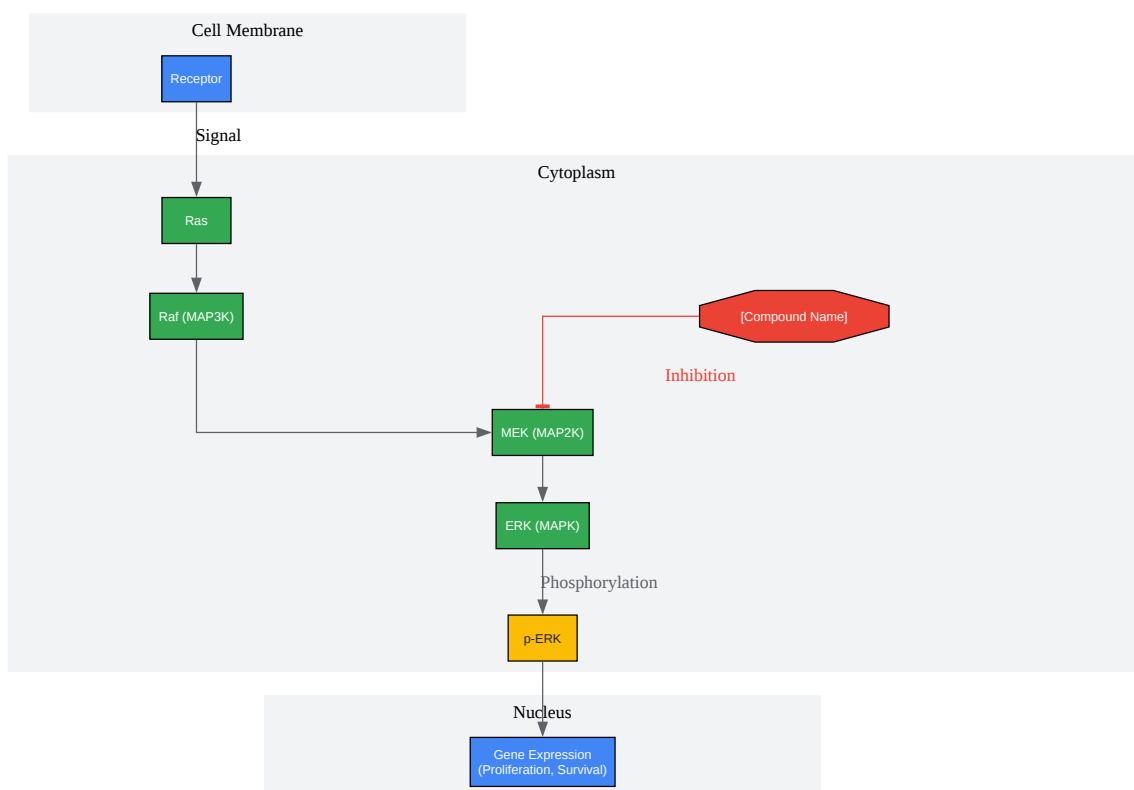 Cell Membrane
Receptor
Signal
Cytoplasm
Ras
Raf (MAP3K)
[Compound Name]
Inhibition
MEK (MAP2K)
ERK (MAPK)
Phosphorylation
p-ERK
Nucleus
Gene Expression
(Proliferation, Survival)